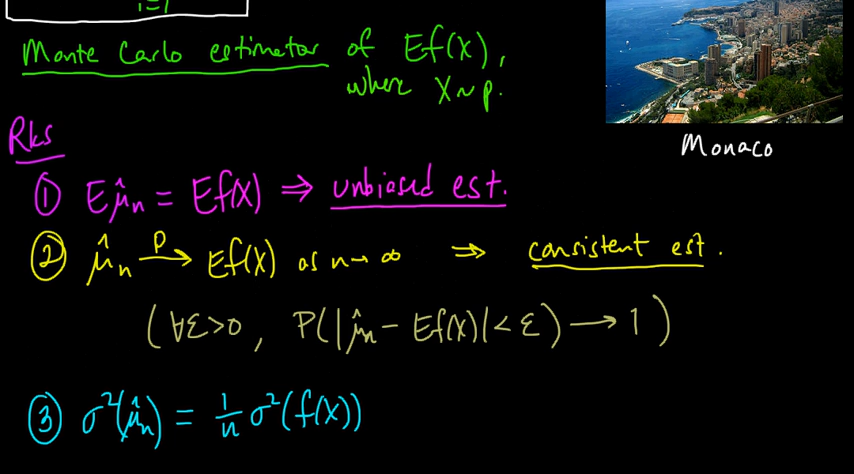 i=1
Monte Carlo estimator of Ef(X),
where X~p.
Monaco
Rks
① Eμ̂ₙ = Ef(X) ⇒ unbiased est.
② μ̂ₙ —P→ Ef(X) as n→∞ ⇒ consistent est.
(∀ε>0, P(|μ̂ₙ − Ef(X)|<ε) → 1)
③ σ²(μ̂ₙ) = 1/n σ²(f(X))